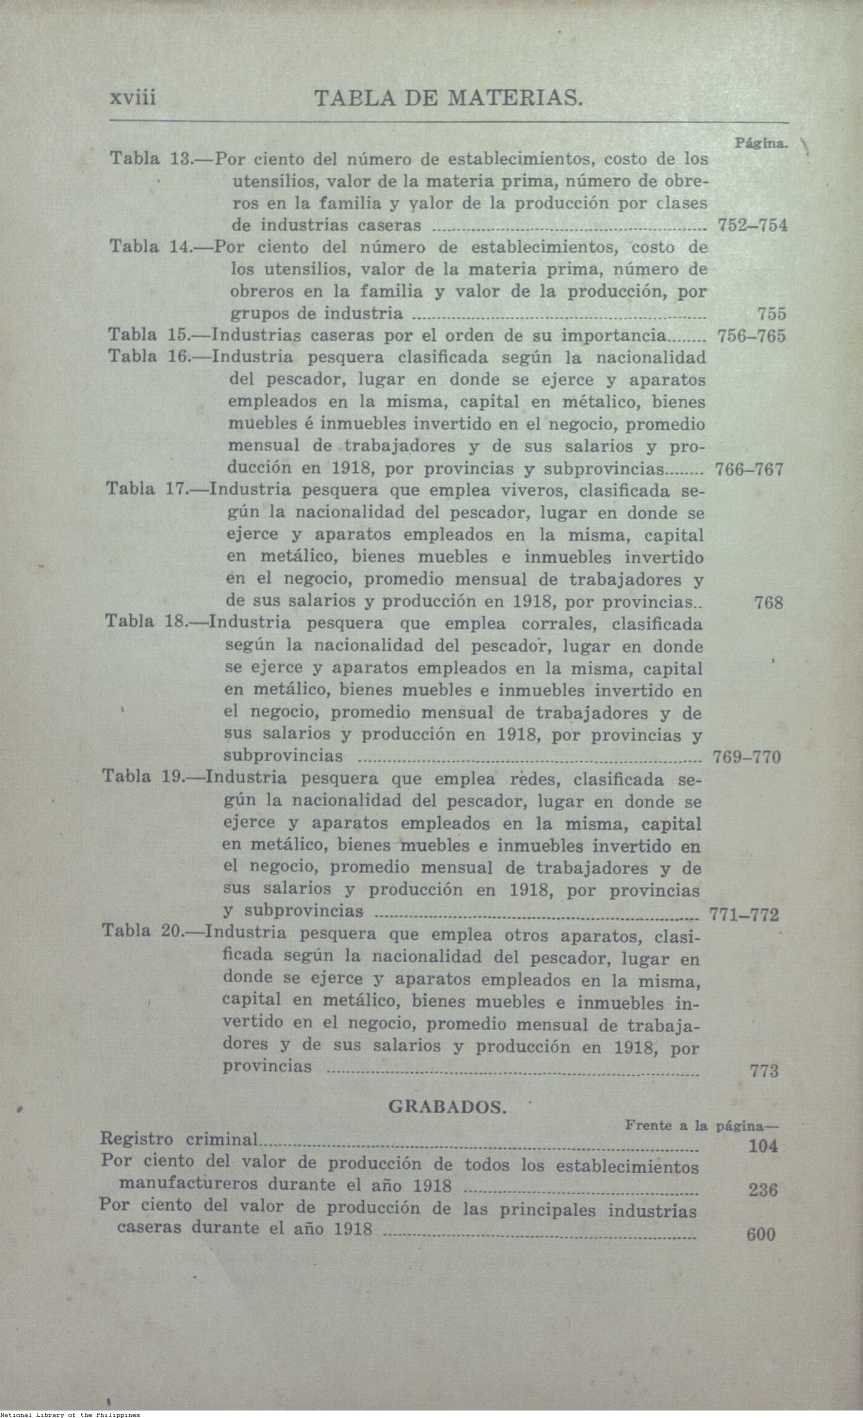 xviii TABLA DE MATERIAS.
Página.
Tabla 13.—Por ciento del número de establecimientos, costo de los
utensilios, valor de la materia prima, número de obre-
ros en la familia y valor de la producción por clases
de industrias caseras ........ 752–754
Tabla 14.—Por ciento del número de establecimientos, costo de
los utensilios, valor de la materia prima, número de
obreros en la familia y valor de la producción, por
grupos de industria ........ 755
Tabla 15.—Industrias caseras por el orden de su importancia........ 756–765
Tabla 16.—Industria pesquera clasificada según la nacionalidad
del pescador, lugar en donde se ejerce y aparatos
empleados en la misma, capital en métalico, bienes
muebles é inmuebles invertido en el negocio, promedio
mensual de trabajadores y de sus salarios y pro-
ducción en 1918, por provincias y subprovincias........ 766–767
Tabla 17.—Industria pesquera que emplea viveros, clasificada se-
gún la nacionalidad del pescador, lugar en donde se
ejerce y aparatos empleados en la misma, capital
en metálico, bienes muebles e inmuebles invertido
en el negocio, promedio mensual de trabajadores y
de sus salarios y producción en 1918, por provincias.. 768
Tabla 18.—Industria pesquera que emplea corrales, clasificada
según la nacionalidad del pescador, lugar en donde
se ejerce y aparatos empleados en la misma, capital
en metálico, bienes muebles e inmuebles invertido en
el negocio, promedio mensual de trabajadores y de
sus salarios y producción en 1918, por provincias y
subprovincias ........ 769–770
Tabla 19.—Industria pesquera que emplea redes, clasificada se-
gún la nacionalidad del pescador, lugar en donde se
ejerce y aparatos empleados en la misma, capital
en metálico, bienes muebles e inmuebles invertido en
el negocio, promedio mensual de trabajadores y de
sus salarios y producción en 1918, por provincias
y subprovincias ........ 771–772
Tabla 20.—Industria pesquera que emplea otros aparatos, clasi-
ficada según la nacionalidad del pescador, lugar en
donde se ejerce y aparatos empleados en la misma,
capital en metálico, bienes muebles e inmuebles in-
vertido en el negocio, promedio mensual de trabaja-
dores y de sus salarios y producción en 1918, por
provincias ........ 773
GRABADOS.
Frente a la página—
Registro criminal........ 104
Por ciento del valor de producción de todos los establecimientos
manufactureros durante el año 1918 ........ 236
Por ciento del valor de producción de las principales industrias
caseras durante el año 1918 ........ 600
National Library of the Philippines